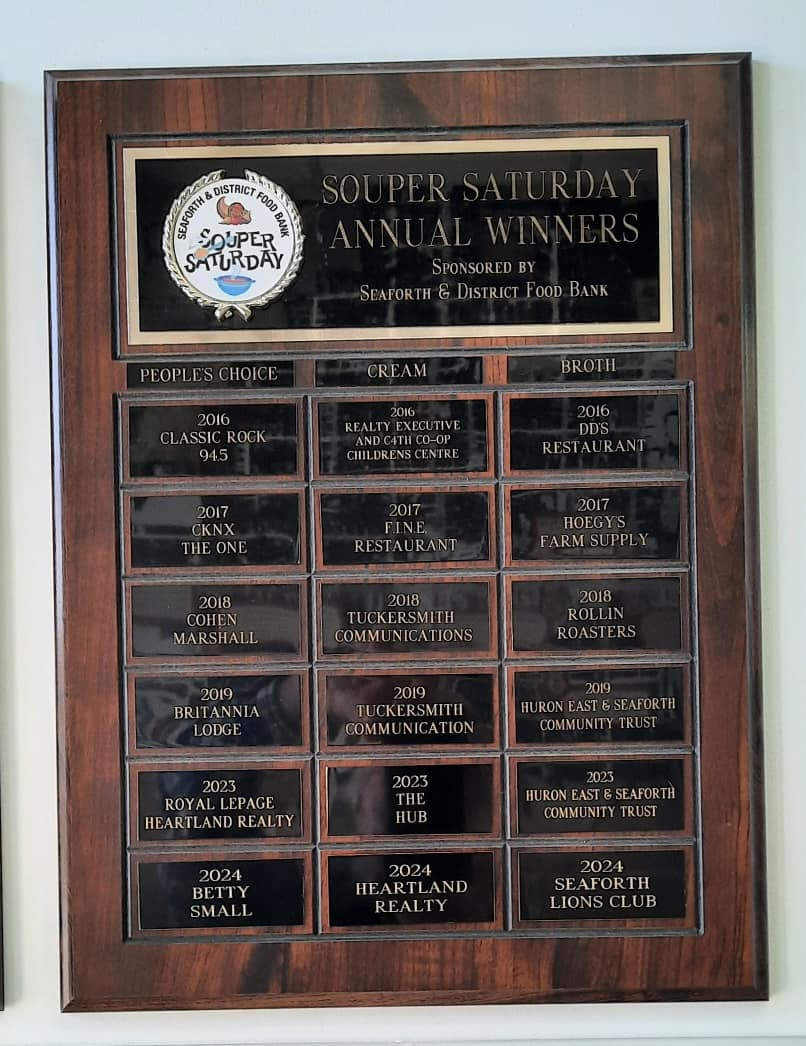 SEAFORTH & DISTRICT FOOD BANK
SOUPER
SATURDAY
SOUPER SATURDAY
ANNUAL WINNERS
SPONSORED BY
SEAFORTH & DISTRICT FOOD BANK
PEOPLE'S CHOICE
CREAM
BROTH
2016
CLASSIC ROCK
94.5
2016
REALTY EXECUTIVE
AND C4TH CO-OP
CHILDRENS CENTRE
2016
DD'S
RESTAURANT
2017
CKNX
THE ONE
2017
F.I.N.E
RESTAURANT
2017
HOEGY'S
FARM SUPPLY
2018
COHEN
MARSHALL
2018
TUCKERSMITH
COMMUNICATIONS
2018
ROLLIN
ROASTERS
2019
BRITANNIA
LODGE
2019
TUCKERSMITH
COMMUNICATION
2019
HURON EAST & SEAFORTH
COMMUNITY TRUST
2023
ROYAL LEPAGE
HEARTLAND REALTY
2023
THE
HUB
2023
HURON EAST & SEAFORTH
COMMUNITY TRUST
2024
BETTY
SMALL
2024
HEARTLAND
REALTY
2024
SEAFORTH
LIONS CLUB